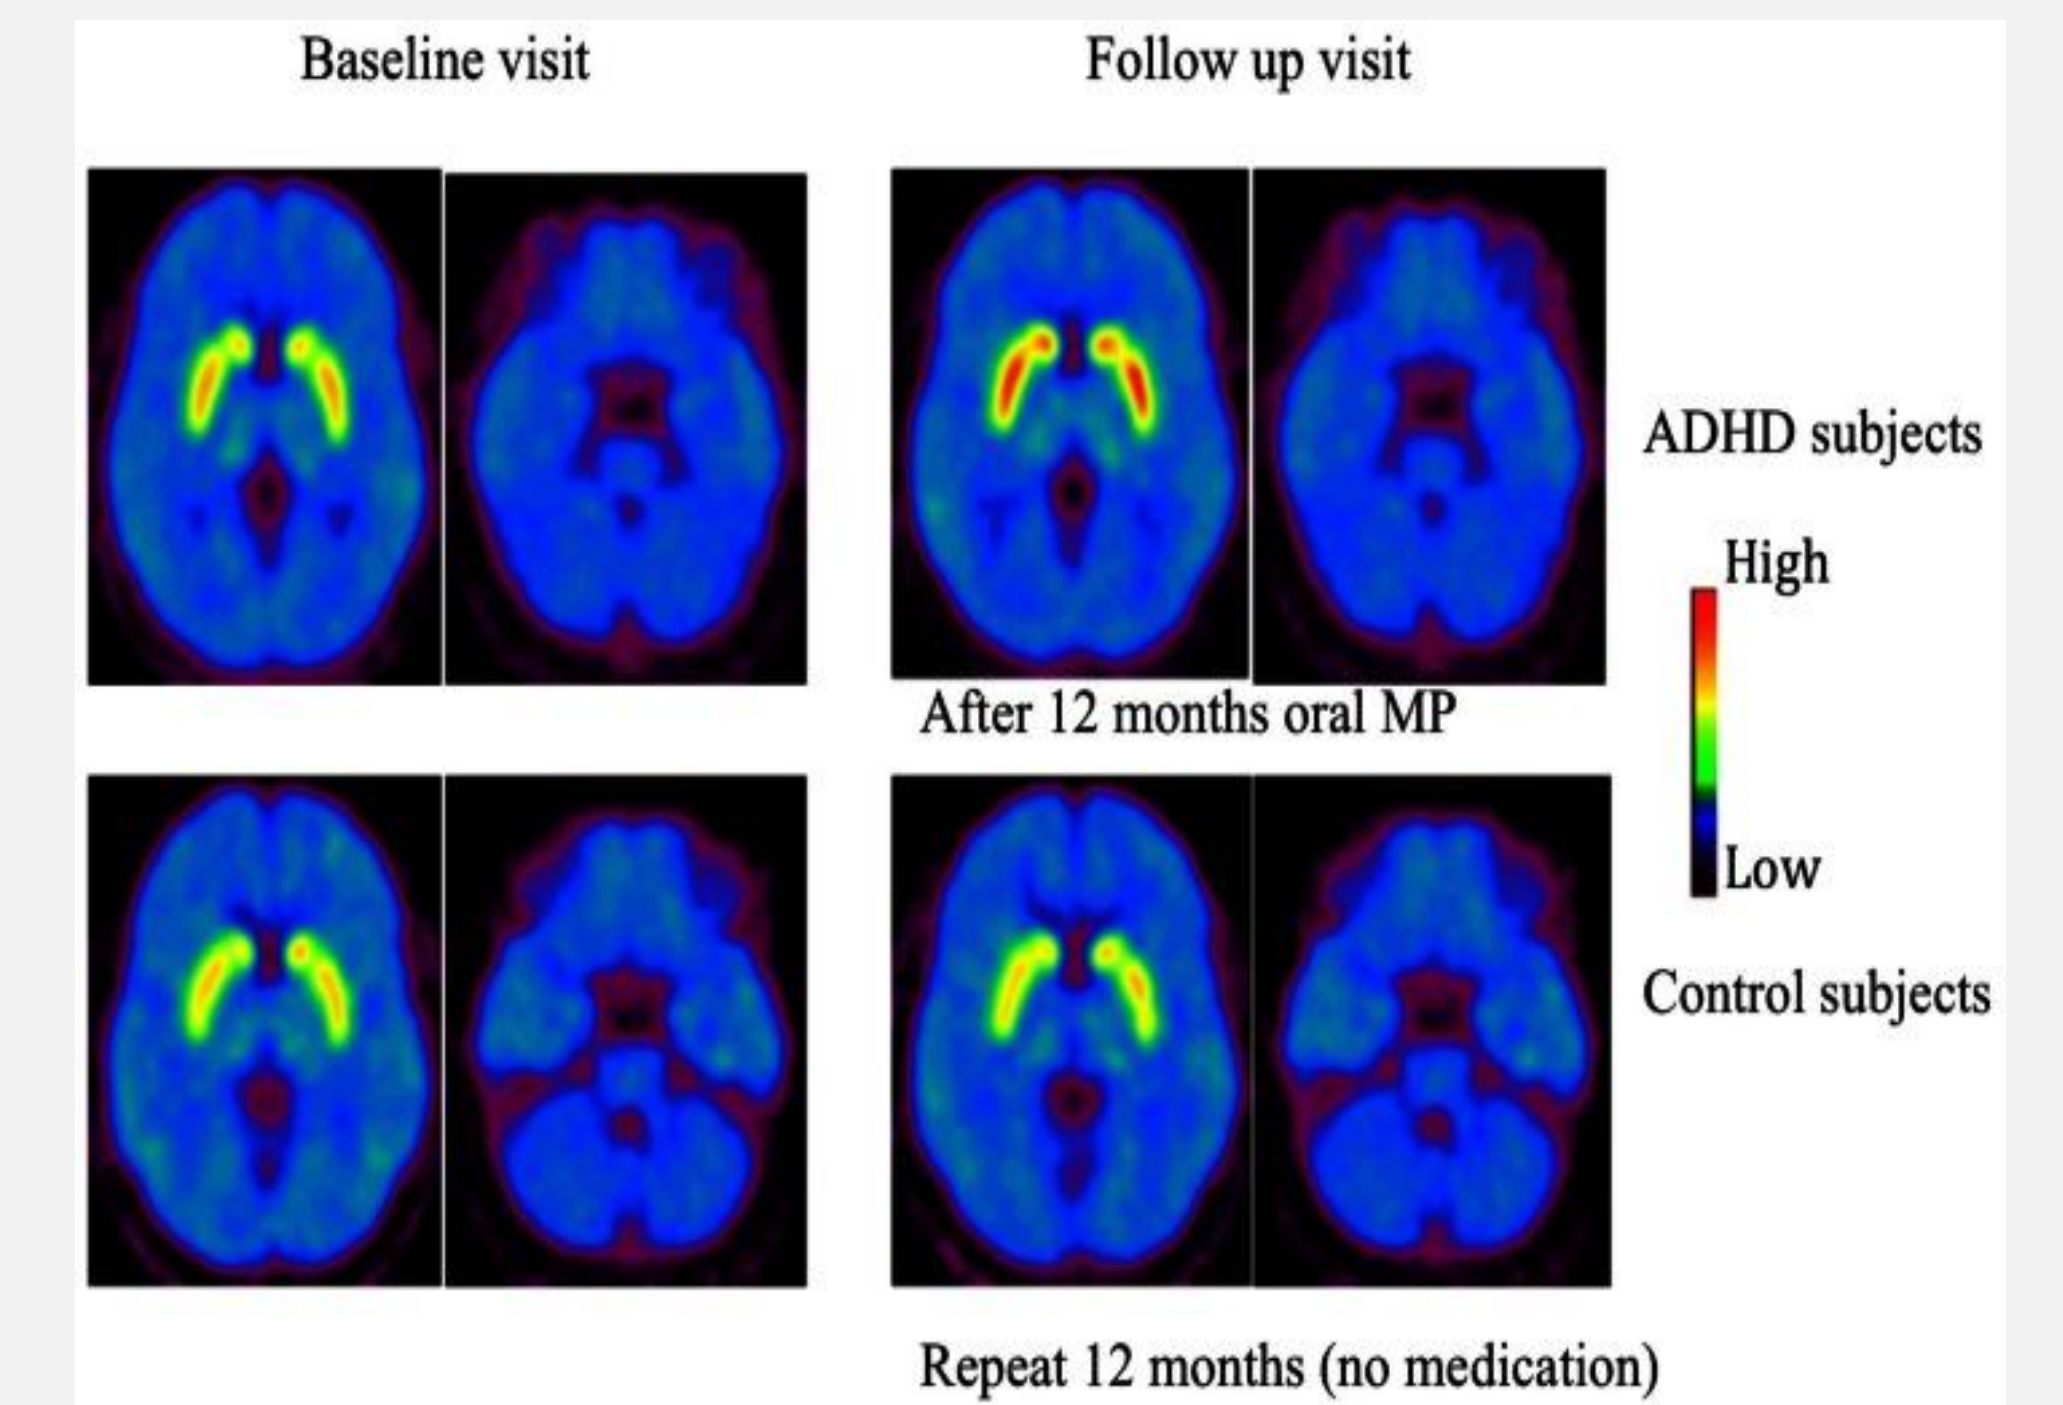 Baseline visit
Follow up visit
ADHD subjects
High
After 12 months oral MP
Low
Control subjects
Repeat 12 months (no medication)